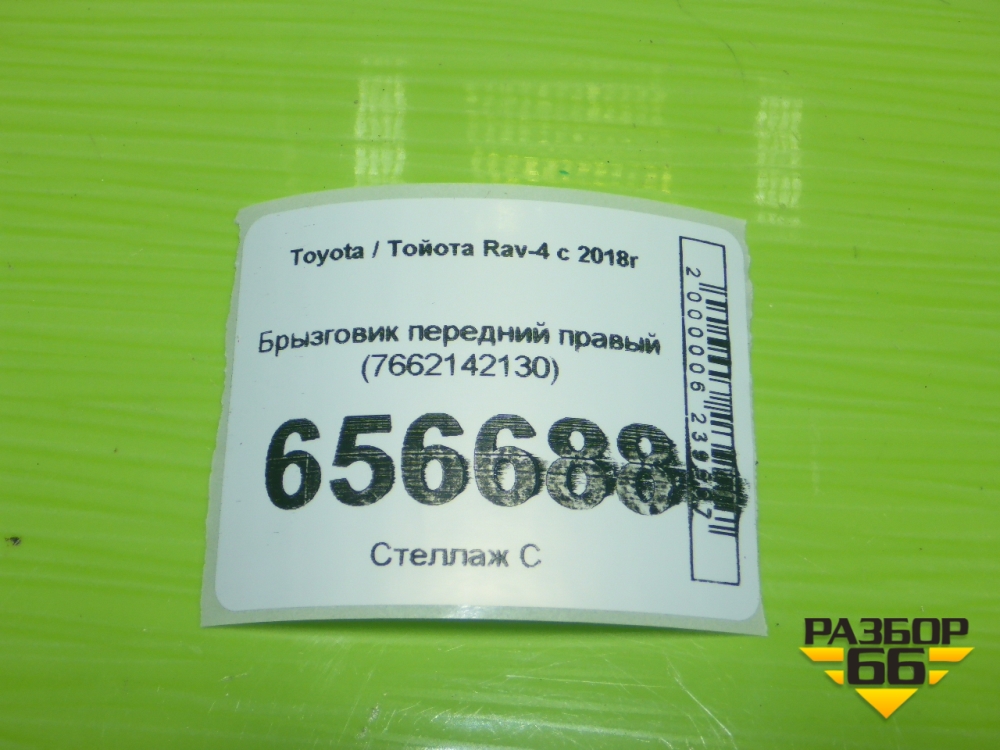 Toyota / Тойота Rav-4 с 2018г
Брызговик передний правый
(7662142130)
656688
Стеллаж С
РАЗБОР
66